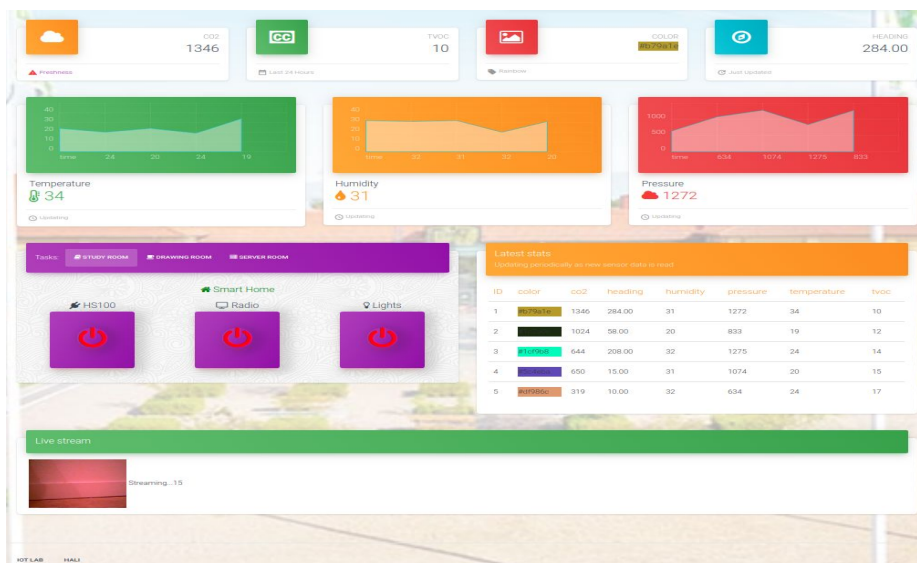 CO2
1346
Freshness
CC
TVOC
10
Last 24 Hours
COLOR
#b79a1e
Rainbow
HEADING
284.00
Just Updated
40
30
20
10
0
time 24 20 24 19
Temperature
34
Updating
40
30
20
10
0
time 32 31 32 20
Humidity
31
Updating
1000
500
0
time 634 1074 1275 833
Pressure
1272
Updating
Tasks: STUDY ROOM DRAWING ROOM SERVER ROOM
Smart Home
HS100 Radio Lights
Latest stats
Updating periodically as new sensor data is read
ID color co2 heading humidity pressure temperature tvoc
1 #b79a1e 1346 284.00 31 1272 34 10
2 1024 58.00 20 833 19 12
3 #1cf9b8 644 208.00 32 1275 24 14
4 650 15.00 31 1074 20 15
5 #df986c 319 10.00 32 634 24 17
Live stream
Streaming...15
IOT LAB HALI